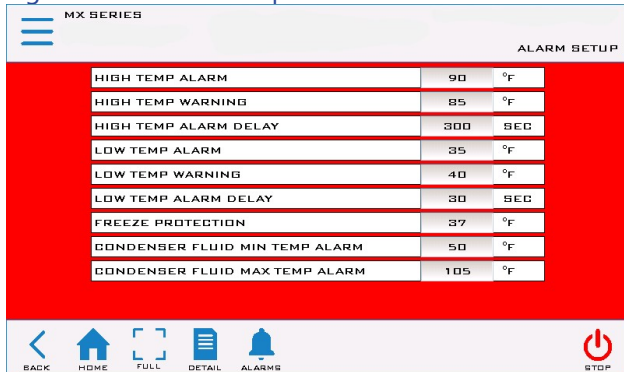 MX SERIES
ALARM SETUP
HIGH TEMP ALARM 90 °F
HIGH TEMP WARNING 85 °F
HIGH TEMP ALARM DELAY 300 SEC
LOW TEMP ALARM 35 °F
LOW TEMP WARNING 40 °F
LOW TEMP ALARM DELAY 30 SEC
FREEZE PROTECTION 37 °F
CONDENSER FLUID MIN TEMP ALARM 50 °F
CONDENSER FLUID MAX TEMP ALARM 105 °F
BACK HOME FULL DETAIL ALARMS STOP